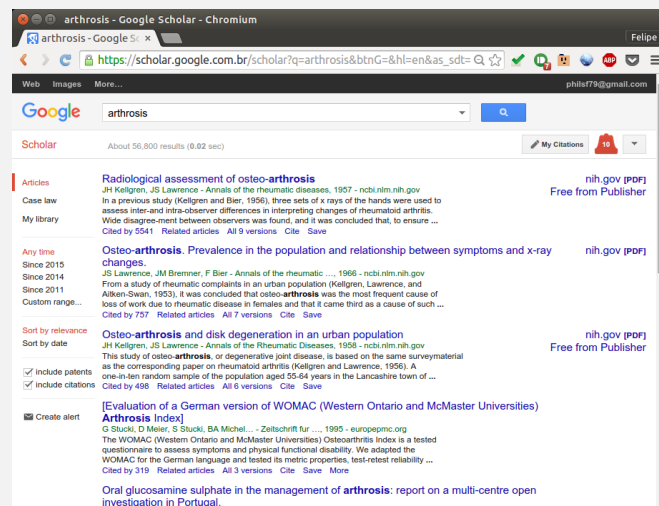 arthrosis - Google Scholar - Chromium
arthrosis - Google Sc ×
Felipe
https://scholar.google.com.br/scholar?q=arthrosis&btnG=&hl=en&as_sdt=
7
ABP
Web Images More...
philsf79@gmail.com
Google
arthrosis
Scholar
About 56,800 results (0.02 sec)
My Citations
10
Articles
Case law
My library
Any time
Since 2015
Since 2014
Since 2011
Custom range...
Sort by relevance
Sort by date
include patents
include citations
Create alert
Radiological assessment of osteo-arthrosis
JH Kellgren, JS Lawrence - Annals of the rheumatic diseases, 1957 - ncbi.nlm.nih.gov
In a previous study (Kellgren and Bier, 1956), three sets of x rays of the hands were used to
assess inter-and intra-observer differences in interpreting changes of rheumatoid arthritis.
Wide disagree-ment between observers was found, and it was concluded that, to ensure ...
Cited by 5541 Related articles All 9 versions Cite Save
nih.gov [PDF]
Free from Publisher
Osteo-arthrosis. Prevalence in the population and relationship between symptoms and x-ray
changes.
JS Lawrence, JM Bremner, F Bier - Annals of the rheumatic …, 1966 - ncbi.nlm.nih.gov
From a study of rheumatic complaints in an urban population (Kellgren, Lawrence, and
Aitken-Swan, 1953), it was concluded that osteo-arthrosis was the most frequent cause of
loss of work due to rheumatic disease in females and that it came third as a cause of such ...
Cited by 757 Related articles All 7 versions Cite Save
nih.gov [PDF]
Osteo-arthrosis and disk degeneration in an urban population
JH Kellgren, JS Lawrence - Annals of the Rheumatic Diseases, 1958 - ncbi.nlm.nih.gov
This study of osteo-arthrosis, or degenerative joint disease, is based on the same surveymaterial
as the corresponding paper on rheumatoid arthritis (Kellgren and Lawrence, 1956). A
one-in-ten random sample of the population aged 55-64 years in the Lancashire town of ...
Cited by 498 Related articles All 6 versions Cite Save
nih.gov [PDF]
Free from Publisher
[Evaluation of a German version of WOMAC (Western Ontario and McMaster Universities)
Arthrosis Index]
G Stucki, D Meier, S Stucki, BA Michel… - Zeitschrift fur …, 1995 - europepmc.org
The WOMAC (Western Ontario and McMaster Universities) Osteoarthritis Index is a tested
questionnaire to assess symptoms and physical functional disability. We adapted the
WOMAC for the German language and tested its metric properties, test-retest reliability ...
Cited by 319 Related articles All 3 versions Cite Save More
Oral glucosamine sulphate in the management of arthrosis: report on a multi-centre open
investigation in Portugal.